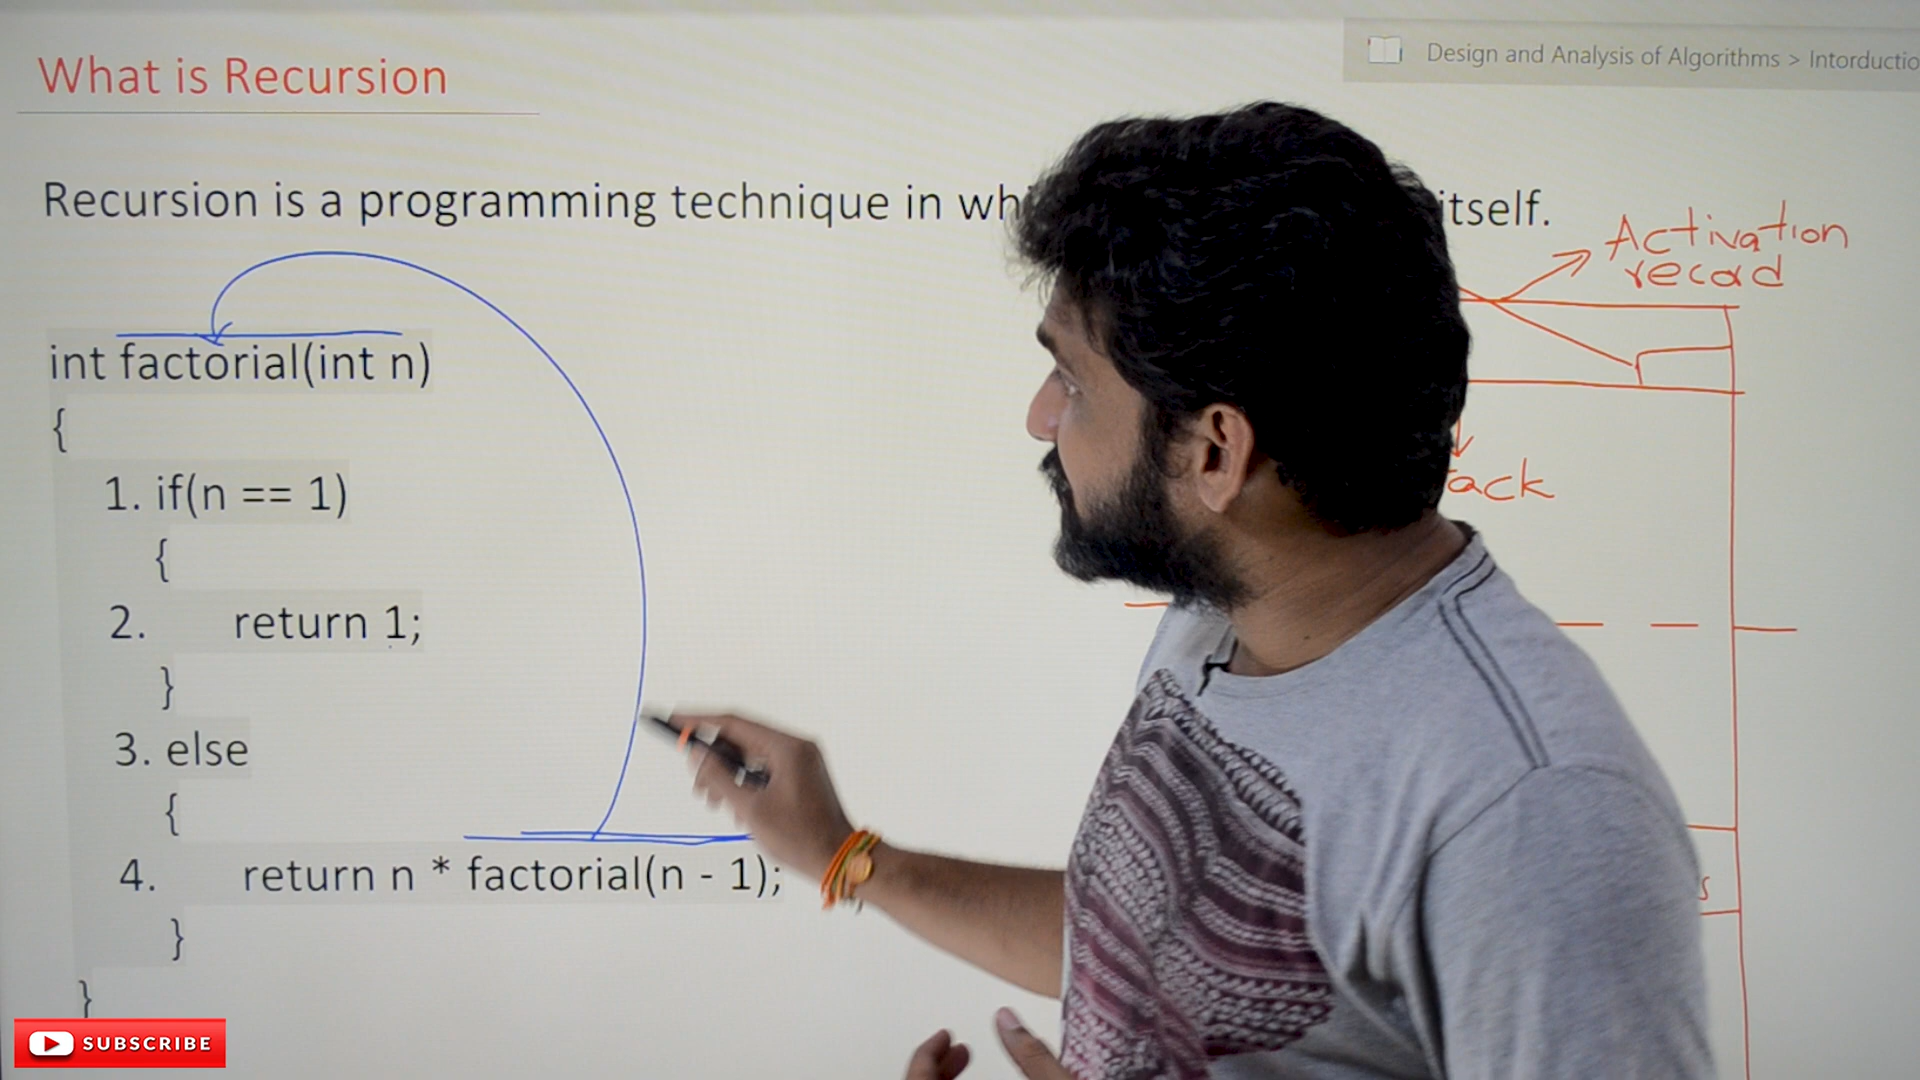 What is Recursion
Design and Analysis of Algorithms > Intorductio
Recursion is a programming technique in wh itself.
Activation
record
int factorial(int n)
{
1. if(n == 1)
{
ack
2. return 1;
}
3. else
{
4. return n * factorial(n - 1);
s
}
}
SUBSCRIBE